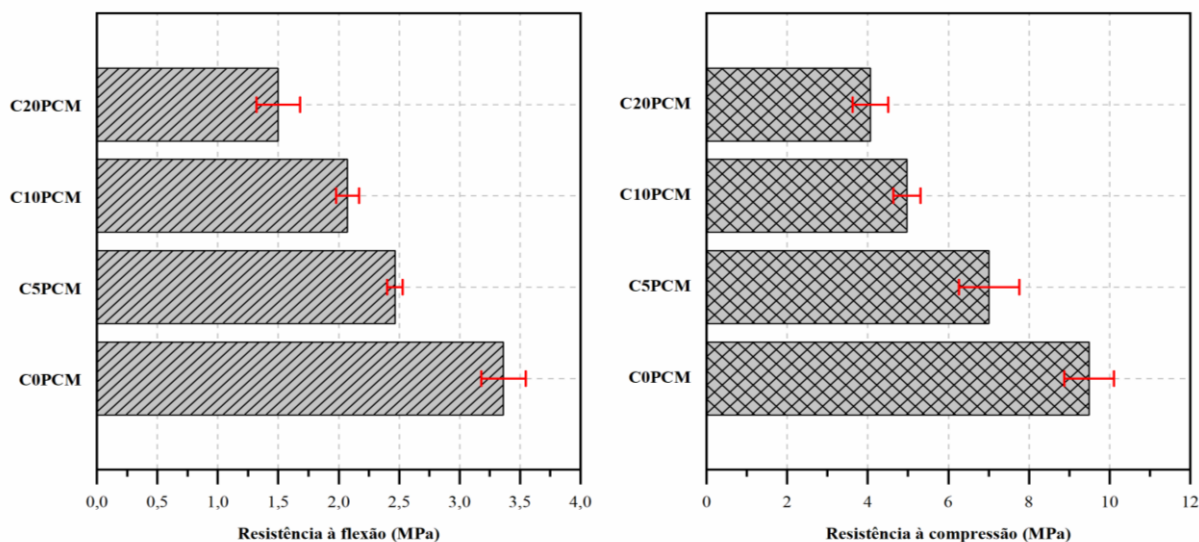 C20PCM
C10PCM
C5PCM
C0PCM
0,0 0,5 1,0 1,5 2,0 2,5 3,0 3,5 4,0
Resistência à flexão (MPa)
C20PCM
C10PCM
C5PCM
C0PCM
0 2 4 6 8 10 12
Resistência à compressão (MPa)